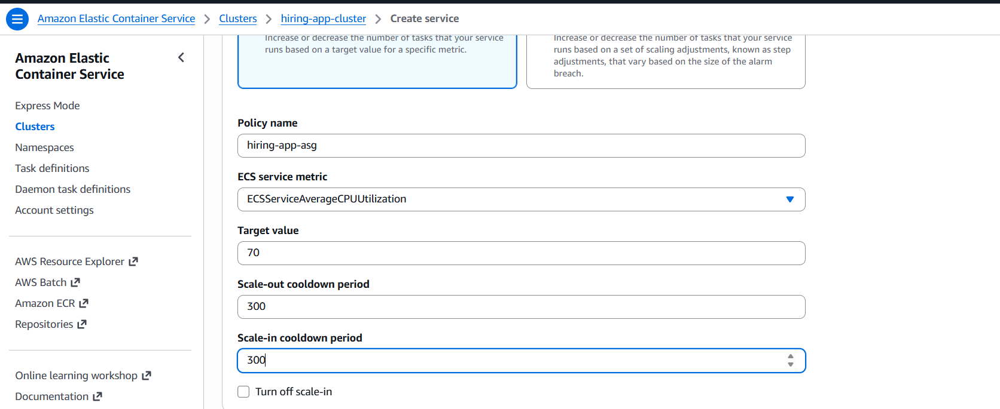 Amazon Elastic Container Service > Clusters > hiring-app-cluster > Create service
Amazon Elastic
Container Service
Express Mode
Clusters
Namespaces
Task definitions
Daemon task definitions
Account settings
AWS Resource Explorer
AWS Batch
Amazon ECR
Repositories
Online learning workshop
Documentation
Increase or decrease the number of tasks that your service
runs based on a target value for a specific metric.
Increase or decrease the number of tasks that your service
runs based on a set of scaling adjustments, known as step
adjustments, that vary based on the size of the alarm
breach.
Policy name
hiring-app-asg
ECS service metric
ECSServiceAverageCPUUtilization
Target value
70
Scale-out cooldown period
300
Scale-in cooldown period
300
Turn off scale-in